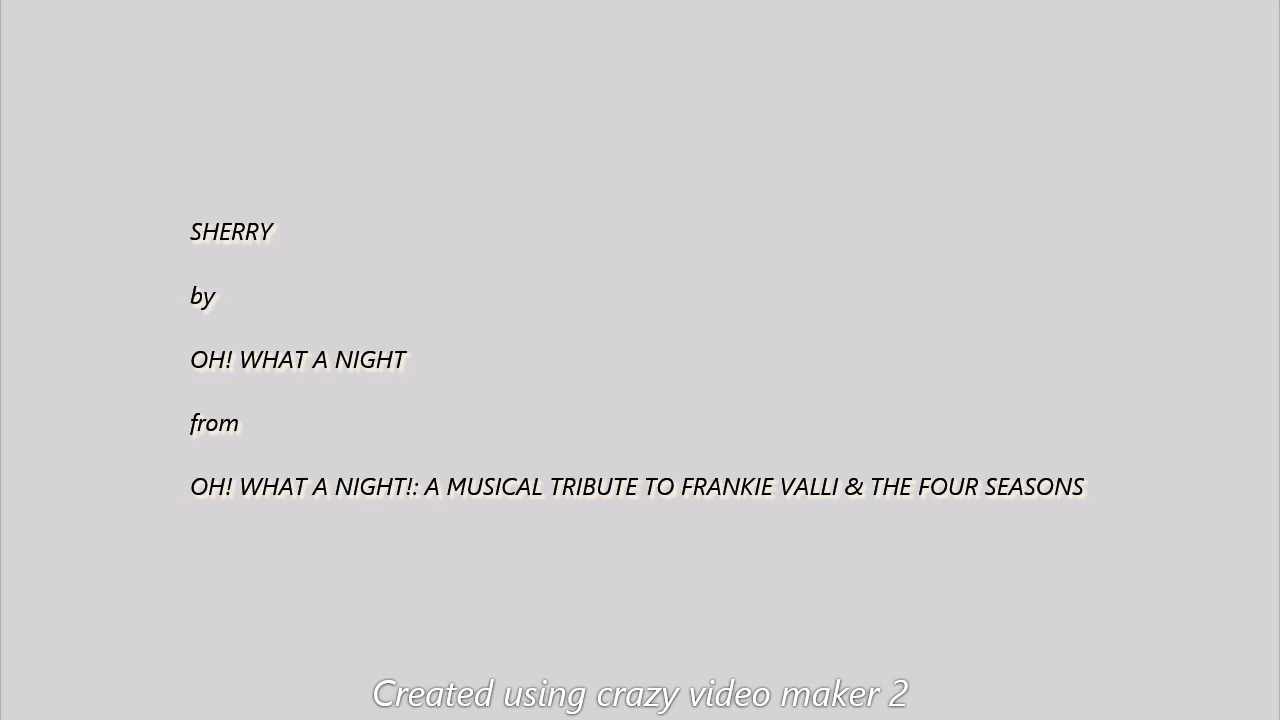 SHERRY
by
OH! WHAT A NIGHT
from
OH! WHAT A NIGHT!: A MUSICAL TRIBUTE TO FRANKIE VALLI & THE FOUR SEASONS
Created using crazy video maker 2